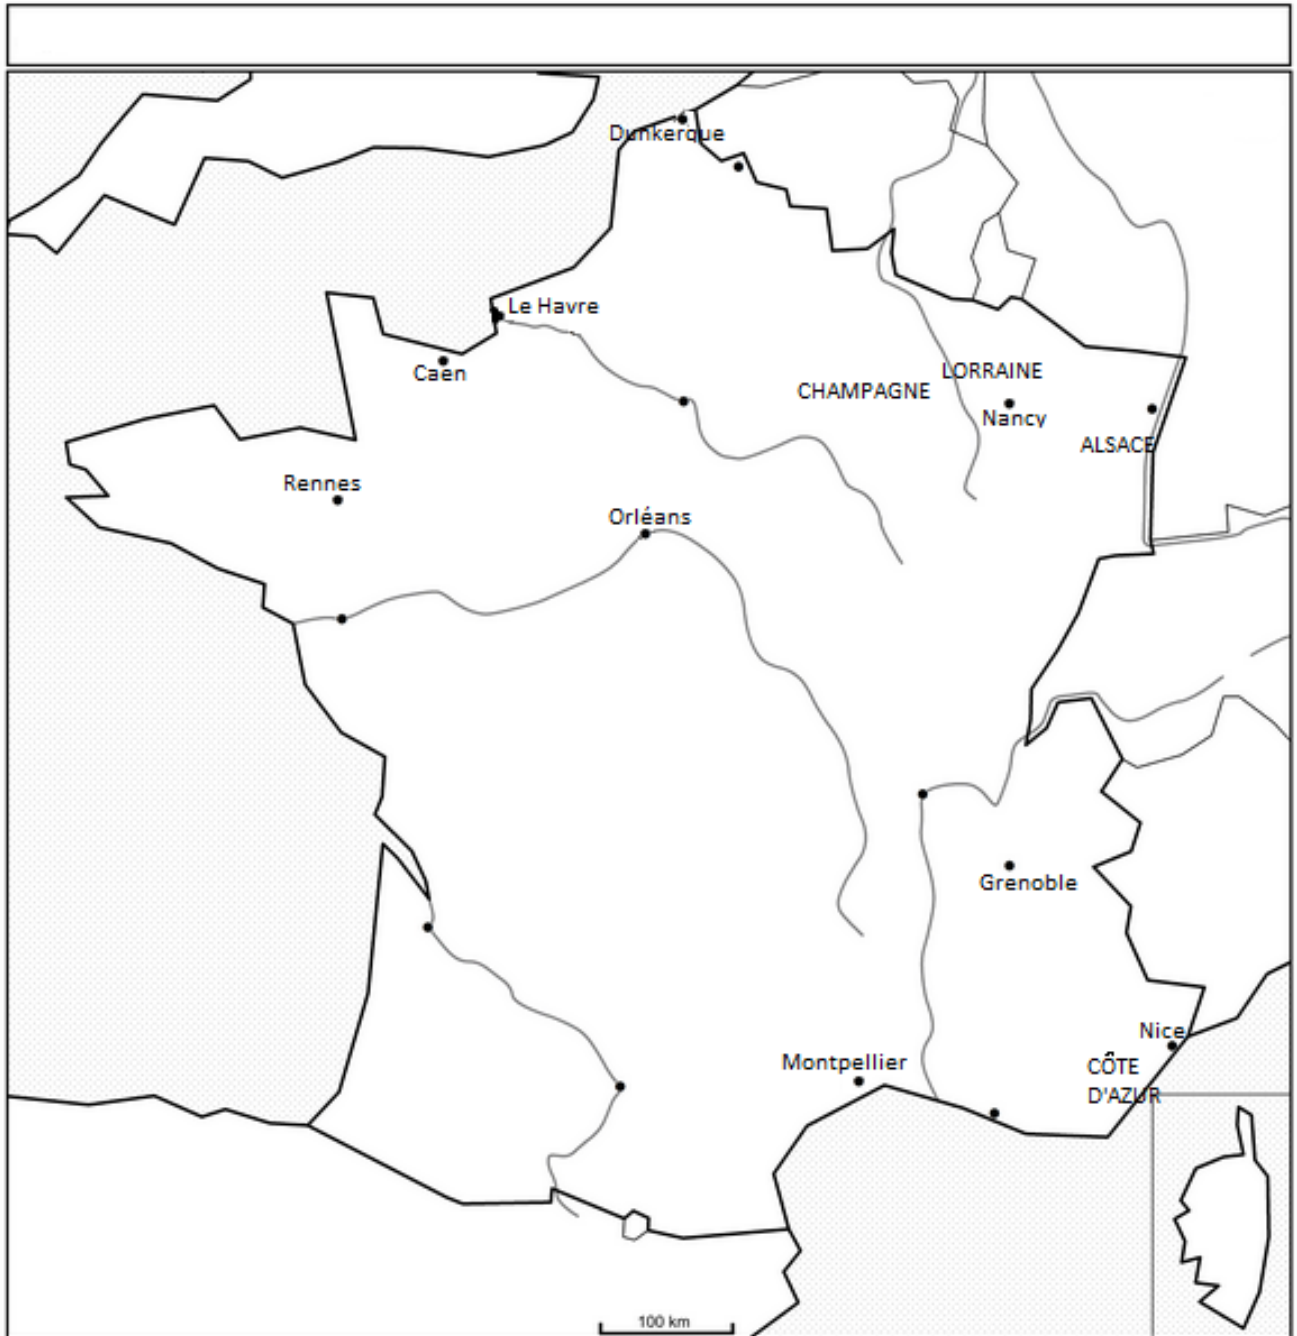 Dunkerque
Le Havre
Caen
LORRAINE
CHAMPAGNE
Nancy
ALSACE
Rennes
Orléans
Grenoble
Nice
Montpellier
CÔTE
D'AZUR
100 km